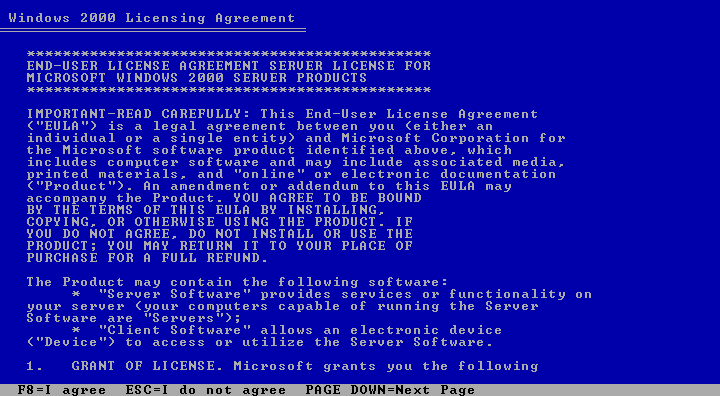 Windows 2000 Licensing Agreement
*********************************************
END-USER LICENSE AGREEMENT SERVER LICENSE FOR
MICROSOFT WINDOWS 2000 SERVER PRODUCTS
*********************************************
IMPORTANT-READ CAREFULLY: This End-User License Agreement
("EULA") is a legal agreement between you (either an
individual or a single entity) and Microsoft Corporation for
the Microsoft software product identified above, which
includes computer software and may include associated media,
printed materials, and "online" or electronic documentation
("Product"). An amendment or addendum to this EULA may
accompany the Product. YOU AGREE TO BE BOUND
BY THE TERMS OF THIS EULA BY INSTALLING,
COPYING, OR OTHERWISE USING THE PRODUCT. IF
YOU DO NOT AGREE, DO NOT INSTALL OR USE THE
PRODUCT; YOU MAY RETURN IT TO YOUR PLACE OF
PURCHASE FOR A FULL REFUND.
The Product may contain the following software:
* "Server Software" provides services or functionality on
your server (your computers capable of running the Server
Software are "Servers");
* "Client Software" allows an electronic device
("Device") to access or utilize the Server Software.
1. GRANT OF LICENSE. Microsoft grants you the following
F8=I agree ESC=I do not agree PAGE DOWN=Next Page